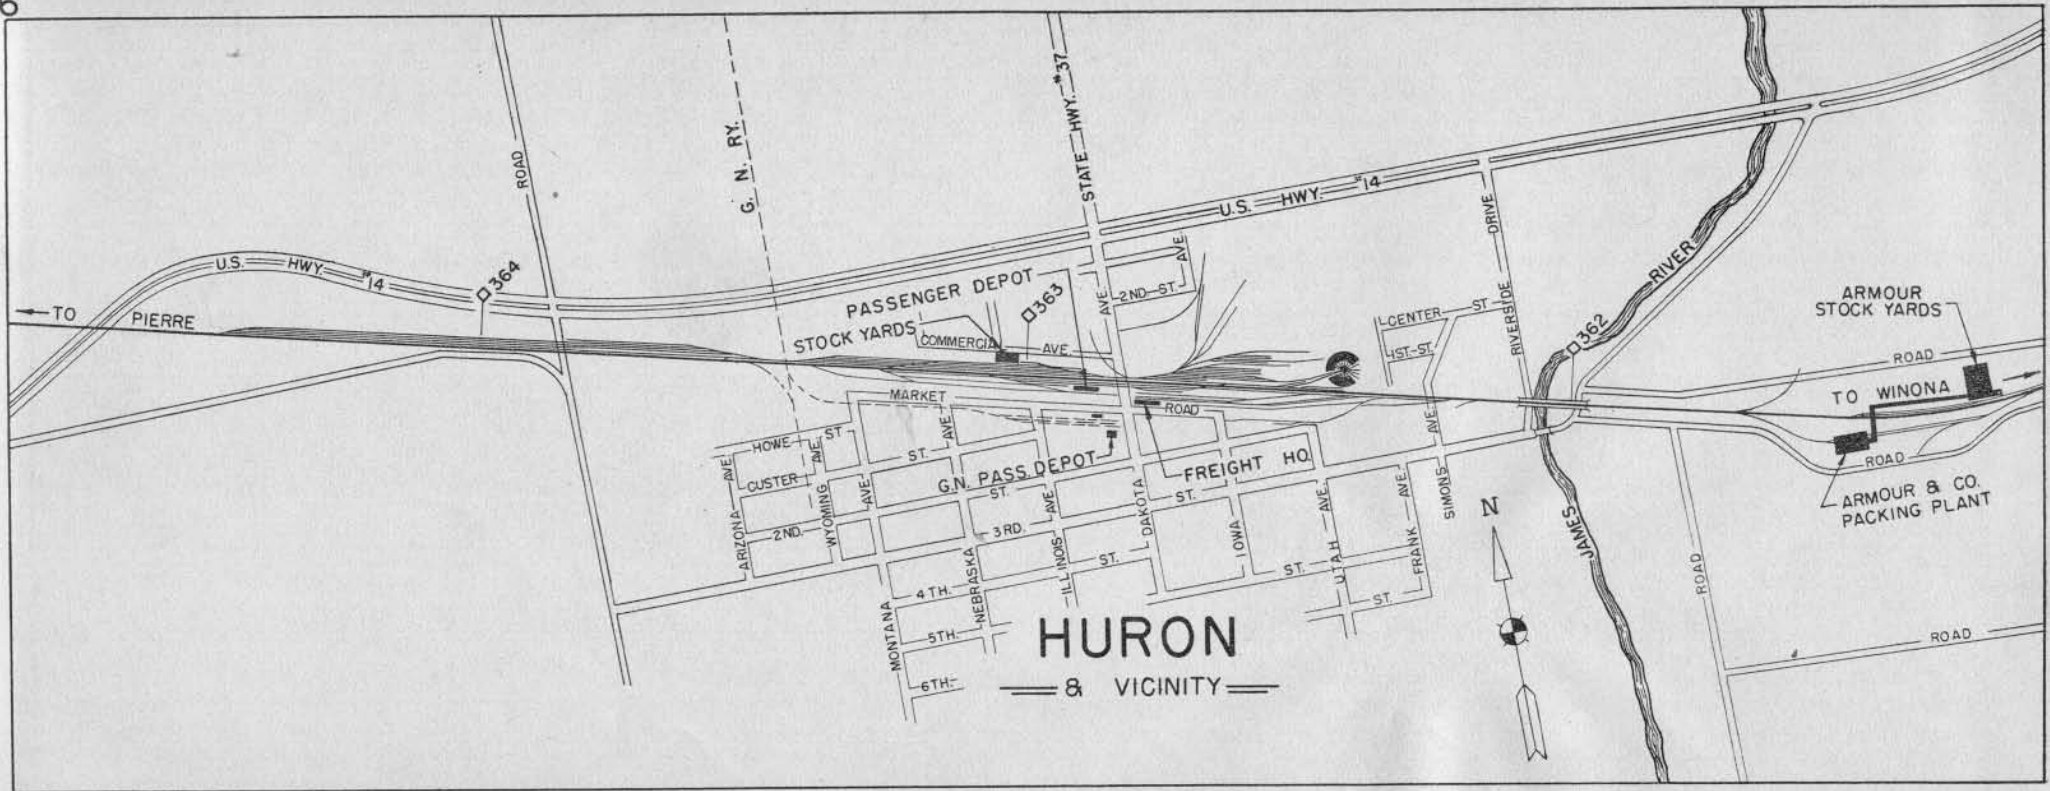 6
ROAD
G. N. RY.
STATE HWY. #37
U.S. HWY. #14
DRIVE
RIVERSIDE
RIVER
U.S. HWY. #14
364
TO PIERRE
PASSENGER DEPOT
363
STOCK YARDS
COMMERCIA AVE.
AVE.
2ND. ST.
AVE.
CENTER ST
1ST. ST.
362
ARMOUR
STOCK YARDS
ROAD
TO WINONA
MARKET ROAD
HOWE ST
CUSTER ST.
G.N. PASS DEPOT
FREIGHT HO.
ROAD
ARMOUR & CO.
PACKING PLANT
2ND. ST.
3RD. ST.
4TH. ST. ST.
5TH. ST.
6TH.
ARIZONA AVE
WYOMING AVE
MONTANA AVE
NEBRASKA AVE
ILLINOIS AVE
DAKOTA
IOWA
UTAH AVE.
FRANK AVE
SIMONS AVE
N
JAMES
ROAD
ROAD
HURON
& VICINITY